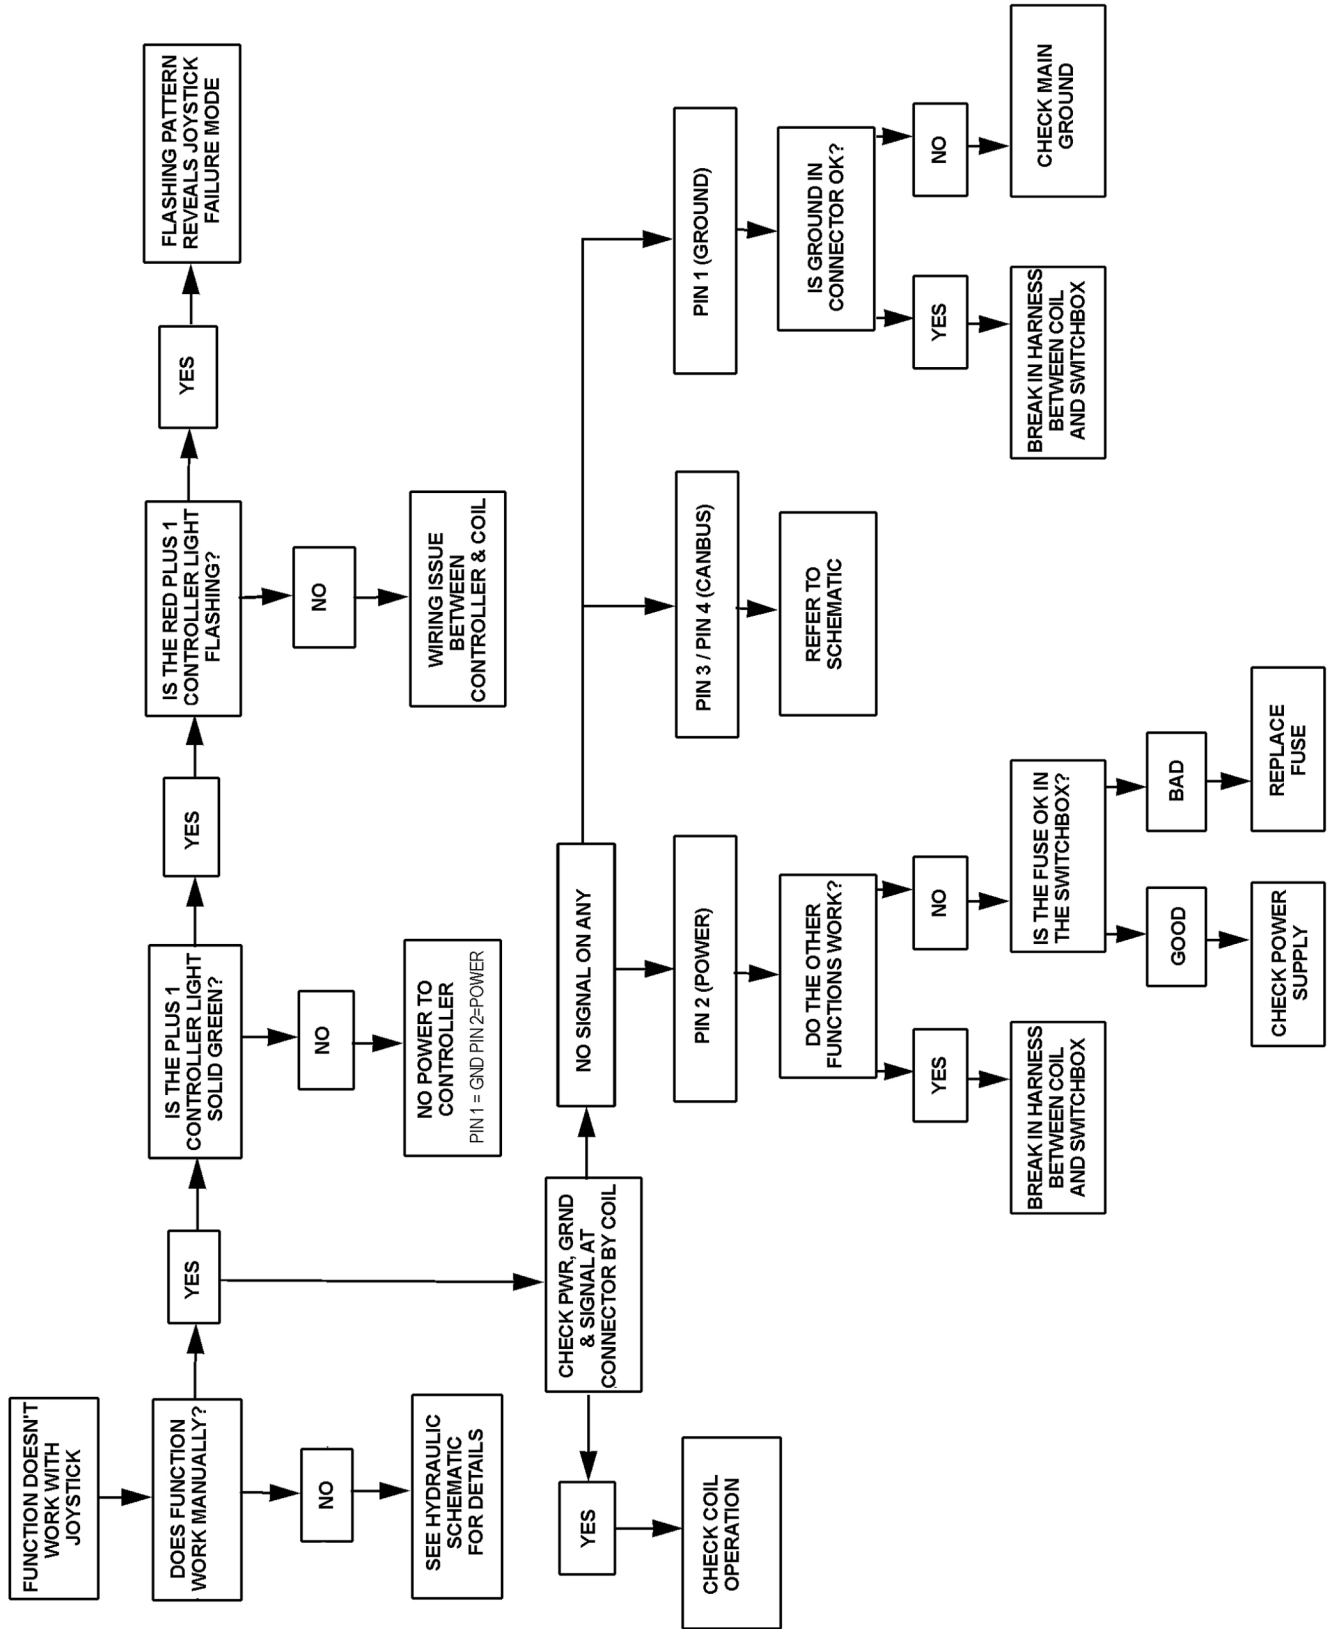 FUNCTION DOESN'T
WORK WITH
JOYSTICK
DOES FUNCTION
WORK MANUALLY?
NO
SEE HYDRAULIC
SCHEMATIC
FOR DETAILS
YES
IS THE PLUS 1
CONTROLLER LIGHT
SOLID GREEN?
NO
NO POWER TO
CONTROLLER
PIN 1 = GND PIN 2=POWER
YES
IS THE RED PLUS 1
CONTROLLER LIGHT
FLASHING?
NO
WIRING ISSUE
BETWEEN
CONTROLLER & COIL
YES
FLASHING PATTERN
REVEALS JOYSTICK
FAILURE MODE
CHECK PWR, GRND
& SIGNAL AT
CONNECTOR BY COIL
YES
CHECK COIL
OPERATION
NO SIGNAL ON ANY
PIN 2 (POWER)
DO THE OTHER
FUNCTIONS WORK?
YES
BREAK IN HARNESS
BETWEEN COIL
AND SWITCHBOX
NO
IS THE FUSE OK IN
THE SWITCHBOX?
GOOD
CHECK POWER
SUPPLY
BAD
REPLACE
FUSE
PIN 3 / PIN 4 (CANBUS)
REFER TO
SCHEMATIC
PIN 1 (GROUND)
IS GROUND IN
CONNECTOR OK?
YES
BREAK IN HARNESS
BETWEEN COIL
AND SWITCHBOX
NO
CHECK MAIN
GROUND